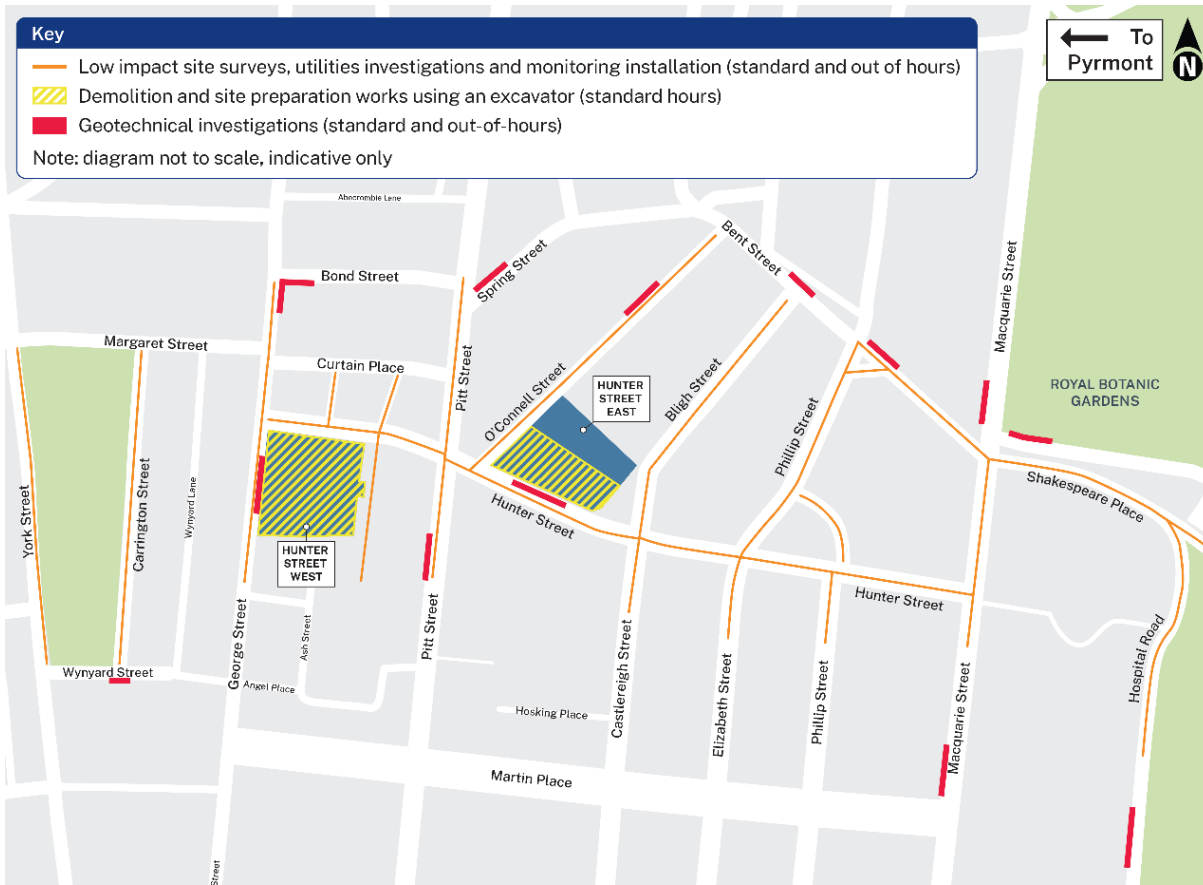 Key
Low impact site surveys, utilities investigations and monitoring installation (standard and out of hours)
Demolition and site preparation works using an excavator (standard hours)
Geotechnical investigations (standard and out-of-hours)
Note: diagram not to scale, indicative only
To
Pyrmont
N
Abecrombie Lane
Bent Street
Spring Street
Macquarie Street
Bond Street
Margaret Street
Curtain Place
Pitt Street
O'Connell Street
HUNTER
STREET
EAST
Bligh Street
Phillip Street
ROYAL BOTANIC
GARDENS
York Street
Carrington Street
Wynyard Lane
Hunter Street
Shakespeare Place
HUNTER
STREET
WEST
Hunter Street
George Street
Ash Street
Pitt Street
Castlereigh Street
Elizabeth Street
Phillip Street
Macquarie Street
Hospital Road
Wynyard Street
Angel Place
Hosking Place
Martin Place
Street